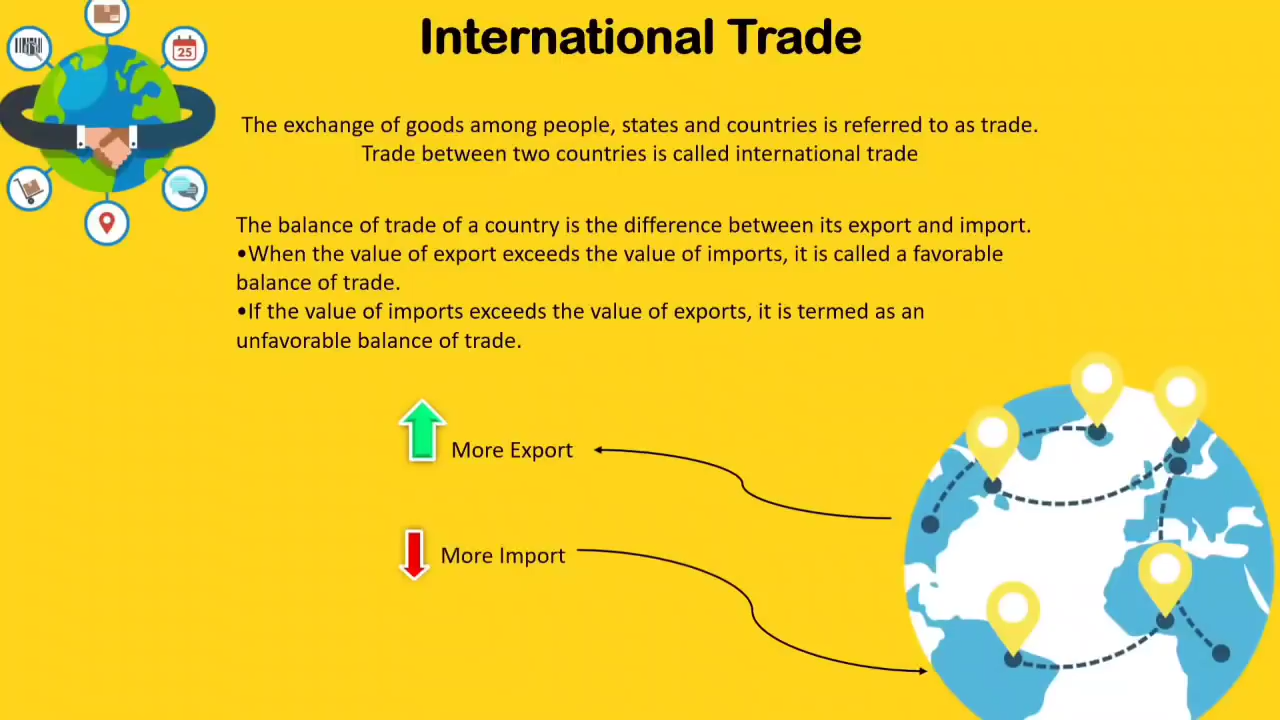 International Trade
25
The exchange of goods among people, states and countries is referred to as trade.
Trade between two countries is called international trade
The balance of trade of a country is the difference between its export and import.
•When the value of export exceeds the value of imports, it is called a favorable
balance of trade.
•If the value of imports exceeds the value of exports, it is termed as an
unfavorable balance of trade.
More Export
More Import